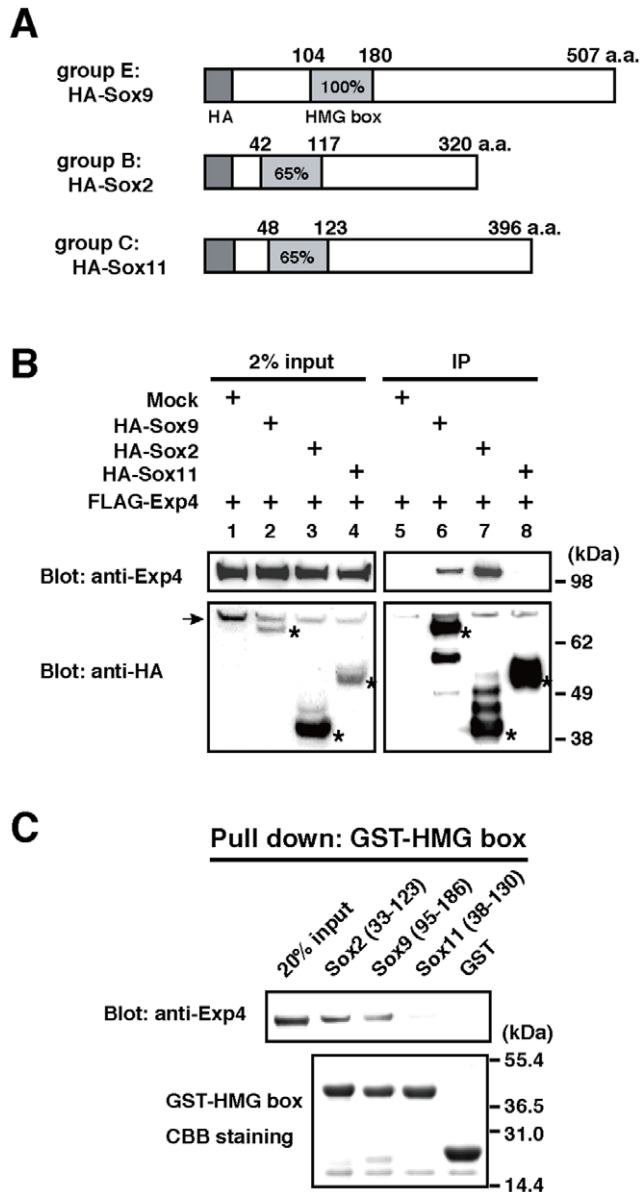 A
104 180 507 a.a.
group E:
HA-Sox9
100%
HA HMG box
42 117 320 a.a.
group B:
HA-Sox2
65%
48 123 396 a.a.
group C:
HA-Sox11
65%
B
2% input IP
Mock + +
HA-Sox9 + +
HA-Sox2 + +
HA-Sox11 + +
FLAG-Exp4 + + + + + + + +
1 2 3 4 5 6 7 8
(kDa)
Blot: anti-Exp4
98
Blot: anti-HA
* * * * * *
62
49
38
C
Pull down: GST-HMG box
20% input
Sox2 (33-123)
Sox9 (95-186)
Sox11 (38-130)
GST
Blot: anti-Exp4
(kDa)
55.4
GST-HMG box
36.5
CBB staining
31.0
14.4